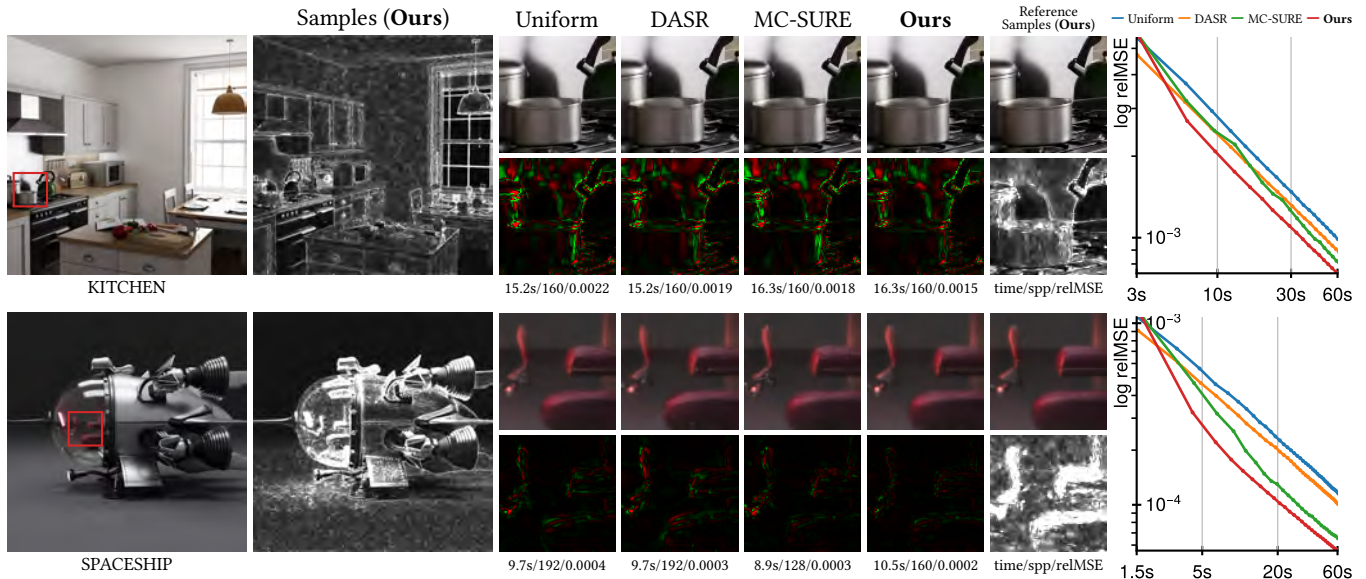 Samples (Ours)
Uniform
DASR
MC-SURE
Ours
Reference
Samples (Ours)
Uniform DASR MC-SURE Ours
log relMSE
10⁻³
3s 10s 30s 60s
15.2s/160/0.0022
15.2s/160/0.0019
16.3s/160/0.0018
16.3s/160/0.0015
time/spp/relMSE
KITCHEN
10⁻³
log relMSE
10⁻⁴
1.5s 5s 20s 60s
9.7s/192/0.0004
9.7s/192/0.0003
8.9s/128/0.0003
10.5s/160/0.0002
time/spp/relMSE
SPACESHIP